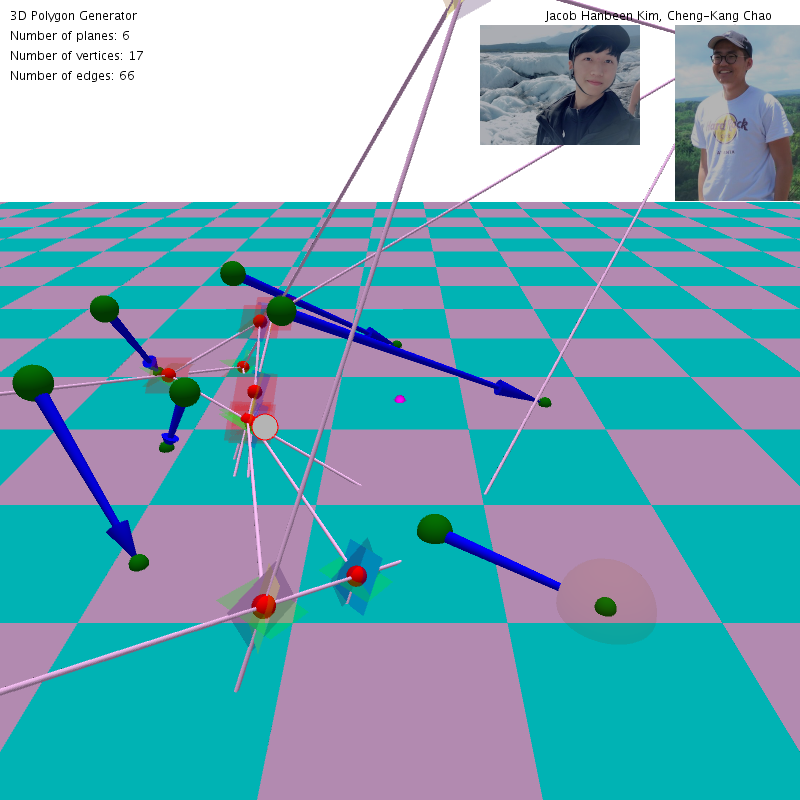 3D Polygon Generator
Jacob Hanbeen Kim, Cheng-Kang Chao
Number of planes: 6
Number of vertices: 17
Number of edges: 66